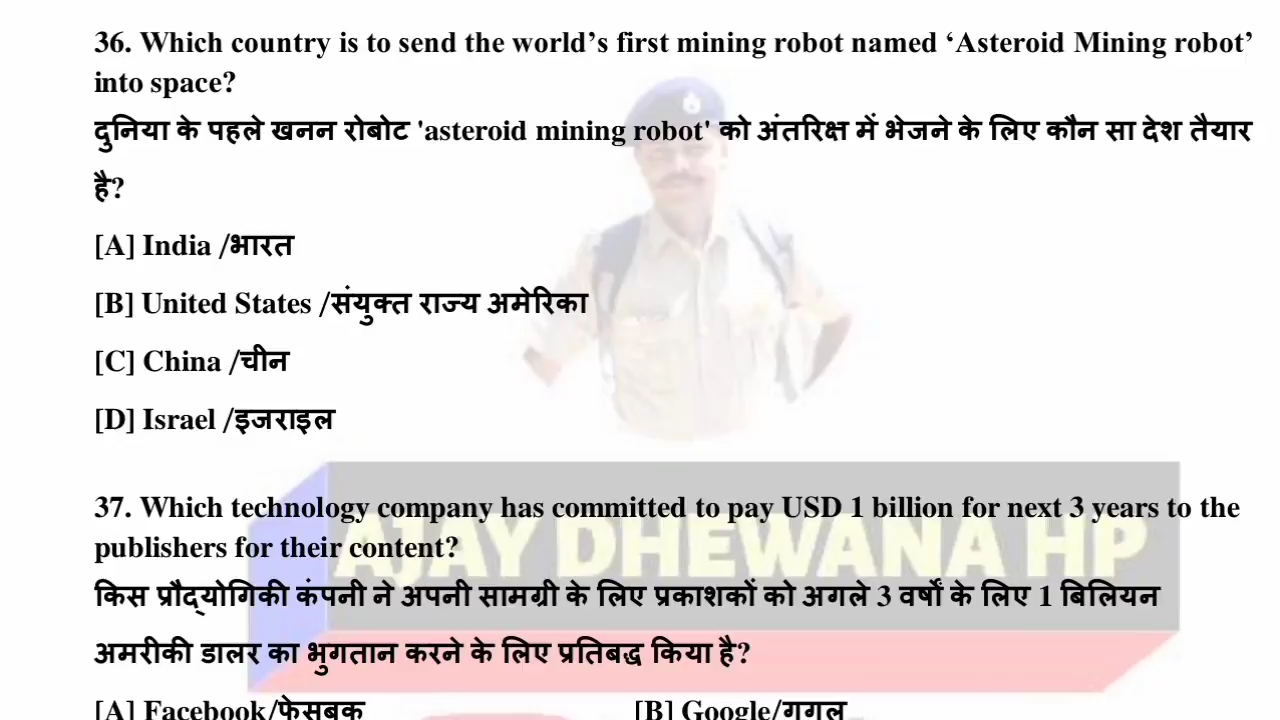 36. Which country is to send the world’s first mining robot named ‘Asteroid Mining robot’
into space?
दुनिया के पहले खनन रोबोट 'asteroid mining robot' को अंतरिक्ष में भेजने के लिए कौन सा देश तैयार
है?
[A] India /भारत
[B] United States /संयुक्त राज्य अमेरिका
[C] China /चीन
[D] Israel /इजराइल
37. Which technology company has committed to pay USD 1 billion for next 3 years to the
publishers for their content?
AJAY DHEWANA HP
किस प्रौद्योगिकी कंपनी ने अपनी सामग्री के लिए प्रकाशकों को अगले 3 वर्षों के लिए 1 बिलियन
अमरीकी डालर का भुगतान करने के लिए प्रतिबद्ध किया है?
[A] Facebook/फेसबुक [B] Google/गूगल